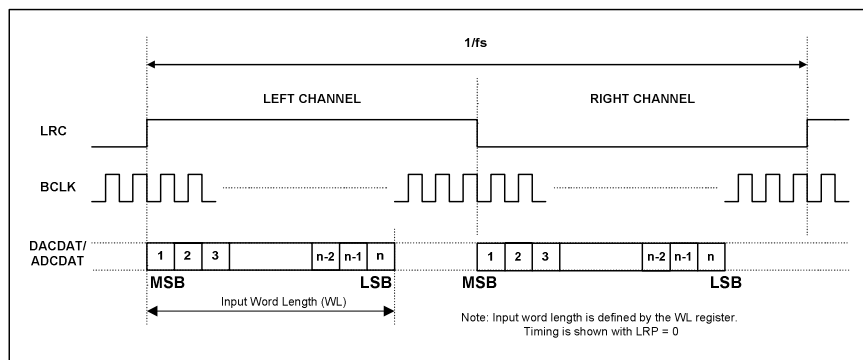 1/fs
LEFT CHANNEL RIGHT CHANNEL
LRC
BCLK
DACDAT/
ADCDAT
1 2 3 n-2 n-1 n 1 2 3 n-2 n-1 n
MSB LSB MSB LSB
Input Word Length (WL)
Note: Input word length is defined by the WL register.
Timing is shown with LRP = 0